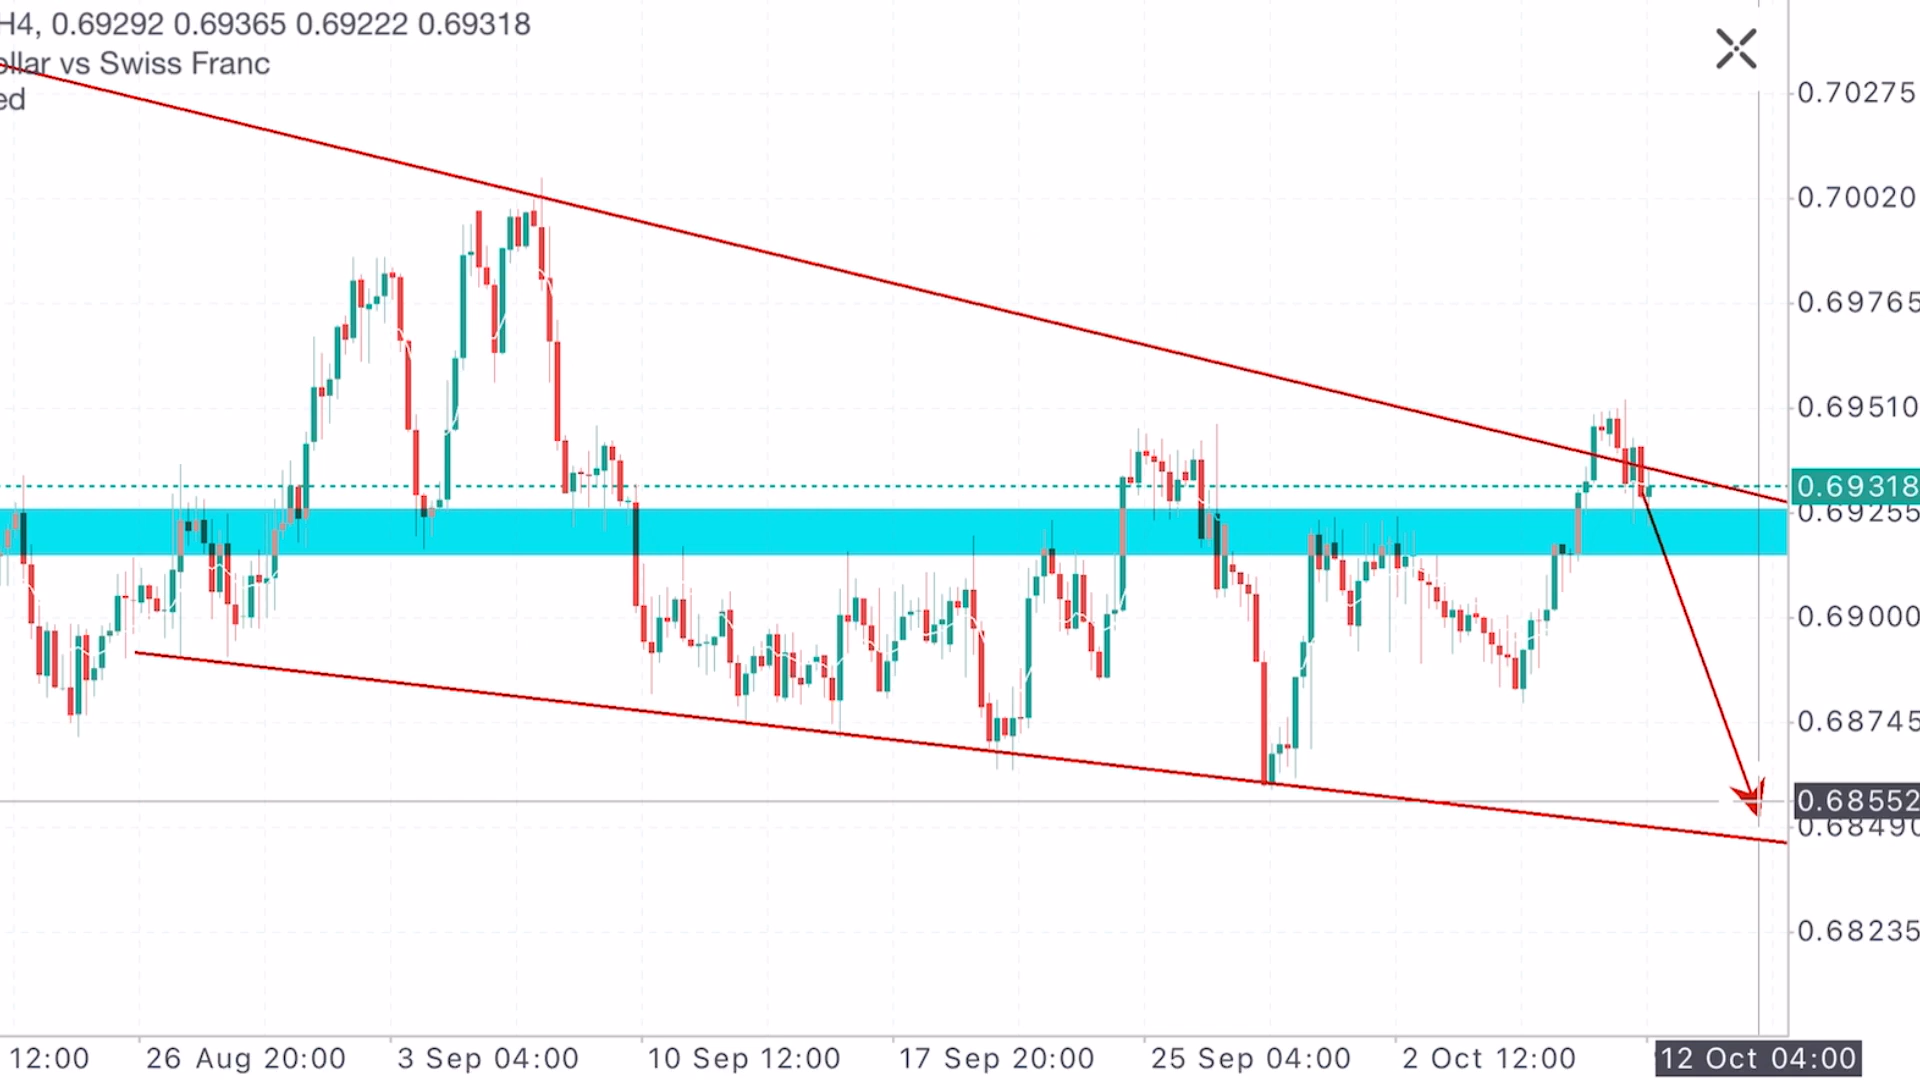 H4, 0.69292 0.69365 0.69222 0.69318
ollar vs Swiss Franc
ed
0.70275
0.70020
0.69765
0.69510
0.69318
0.69255
0.69000
0.68745
0.68552
0.68490
0.68235
12:00 26 Aug 20:00 3 Sep 04:00 10 Sep 12:00 17 Sep 20:00 25 Sep 04:00 2 Oct 12:00 12 Oct 04:00